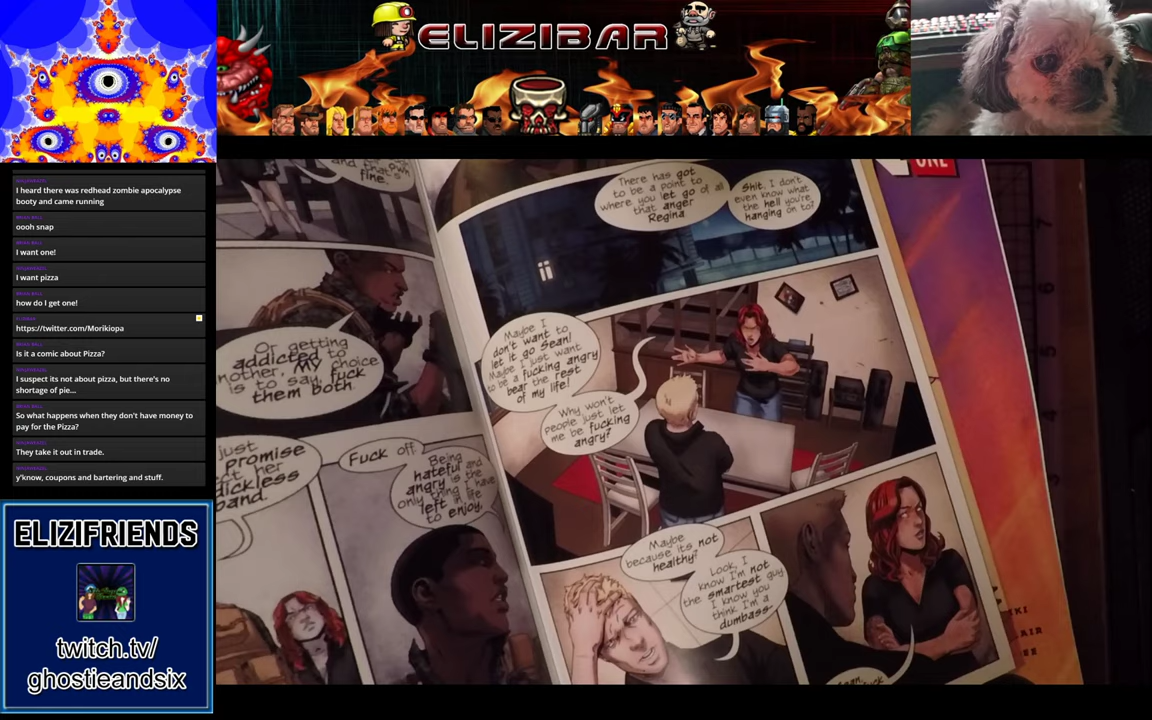 ELIZIBAR
I heard there was redhead zombie apocalypse
booty and came running
oooh snap
I want one!
I want pizza
how do I get one!
https://twitter.com/Morikiopa
Is it a comic about Pizza?
I suspect its not about pizza, but there's no
shortage of pie...
So what happens when they don't have money to
pay for the Pizza?
They take it out in trade.
y'know, coupons and bartering and stuff.
ELIZIFRIENDS
twitch.tv/
ghostieandsix
and
that's own
fine.
Or getting
addicted to
another. My choice
is to say, fuck
them both.
just
promise
her
dickless
band.
Fuck off.
Being
hateful and
angry is the
only thing I have
left in life
to enjoy.
There has got
to be a point to
where you let go of all
that anger
Regina
Shit. I don't
even know what
the hell you're
hanging on to?
Maybe I
don't want to
let it go Sean!
Maybe I just want
to be a fucking angry
bear the rest
of my life!
Why won't
people just let
me be fucking
angry?
Maybe
because its not
healthy?
Look, I
know I'm not
the smartest guy
I know you
think I'm a
dumbass-
ONE